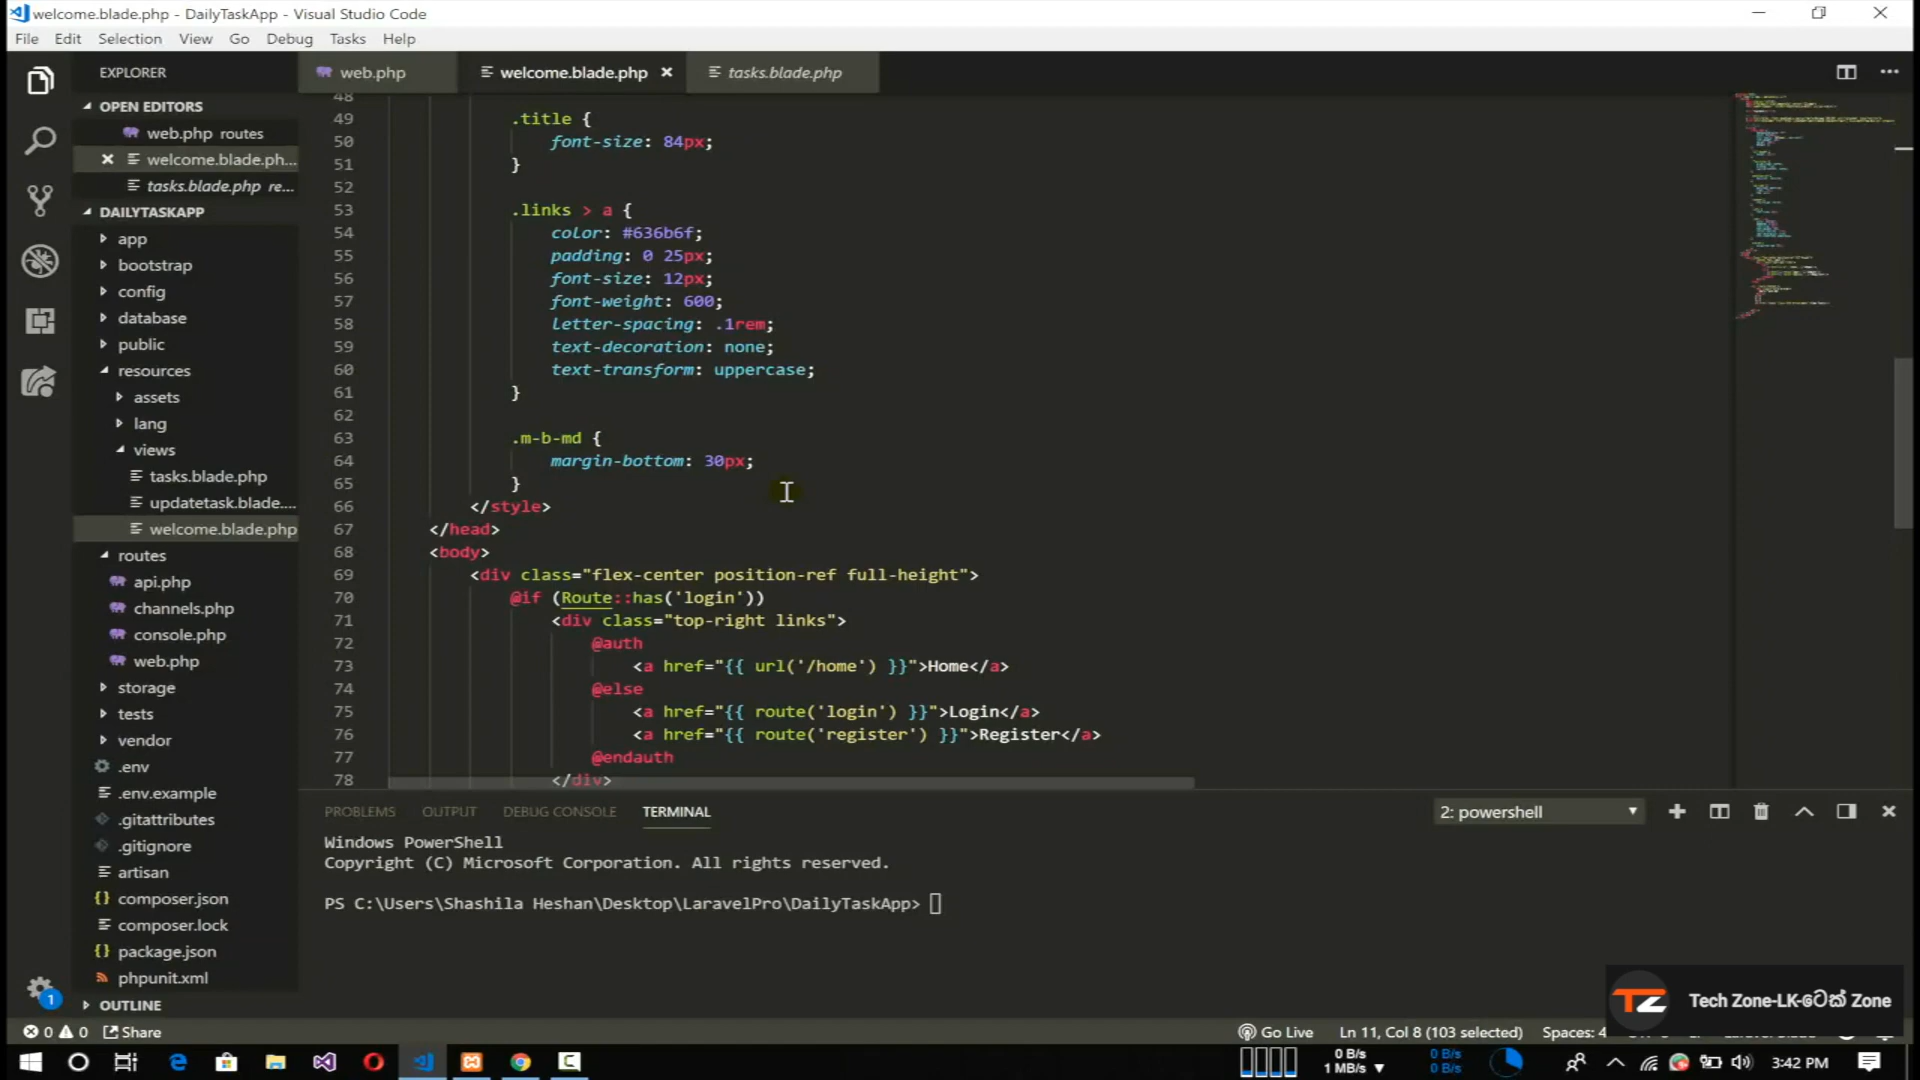 welcome.blade.php - DailyTaskApp - Visual Studio Code
File Edit Selection View Go Debug Tasks Help
EXPLORER
web.php
welcome.blade.php
tasks.blade.php
OPEN EDITORS
web.php routes
welcome.blade.ph...
tasks.blade.php re...
DAILYTASKAPP
app
bootstrap
config
database
public
resources
assets
lang
views
tasks.blade.php
updatetask.blade....
welcome.blade.php
routes
api.php
channels.php
console.php
web.php
storage
tests
vendor
.env
.env.example
.gitattributes
.gitignore
artisan
composer.json
composer.lock
package.json
phpunit.xml
OUTLINE
48
49 .title {
50 font-size: 84px;
51 }
52
53 .links > a {
54 color: #636b6f;
55 padding: 0 25px;
56 font-size: 12px;
57 font-weight: 600;
58 letter-spacing: .1rem;
59 text-decoration: none;
60 text-transform: uppercase;
61 }
62
63 .m-b-md {
64 margin-bottom: 30px;
65 }
66 </style>
67 </head>
68 <body>
69 <div class="flex-center position-ref full-height">
70 @if (Route::has('login'))
71 <div class="top-right links">
72 @auth
73 <a href="{{ url('/home') }}">Home</a>
74 @else
75 <a href="{{ route('login') }}">Login</a>
76 <a href="{{ route('register') }}">Register</a>
77 @endauth
78 </div>
PROBLEMS OUTPUT DEBUG CONSOLE TERMINAL
2: powershell
Windows PowerShell
Copyright (C) Microsoft Corporation. All rights reserved.
PS C:\Users\Shashila Heshan\Desktop\LaravelPro\DailyTaskApp>
TZ Tech Zone-LK-ටෙක් Zone
1
0 0 Share
Go Live Ln 11, Col 8 (103 selected) Spaces: 4
0 B/s
1 MB/s
0 B/s
0 B/s
3:42 PM